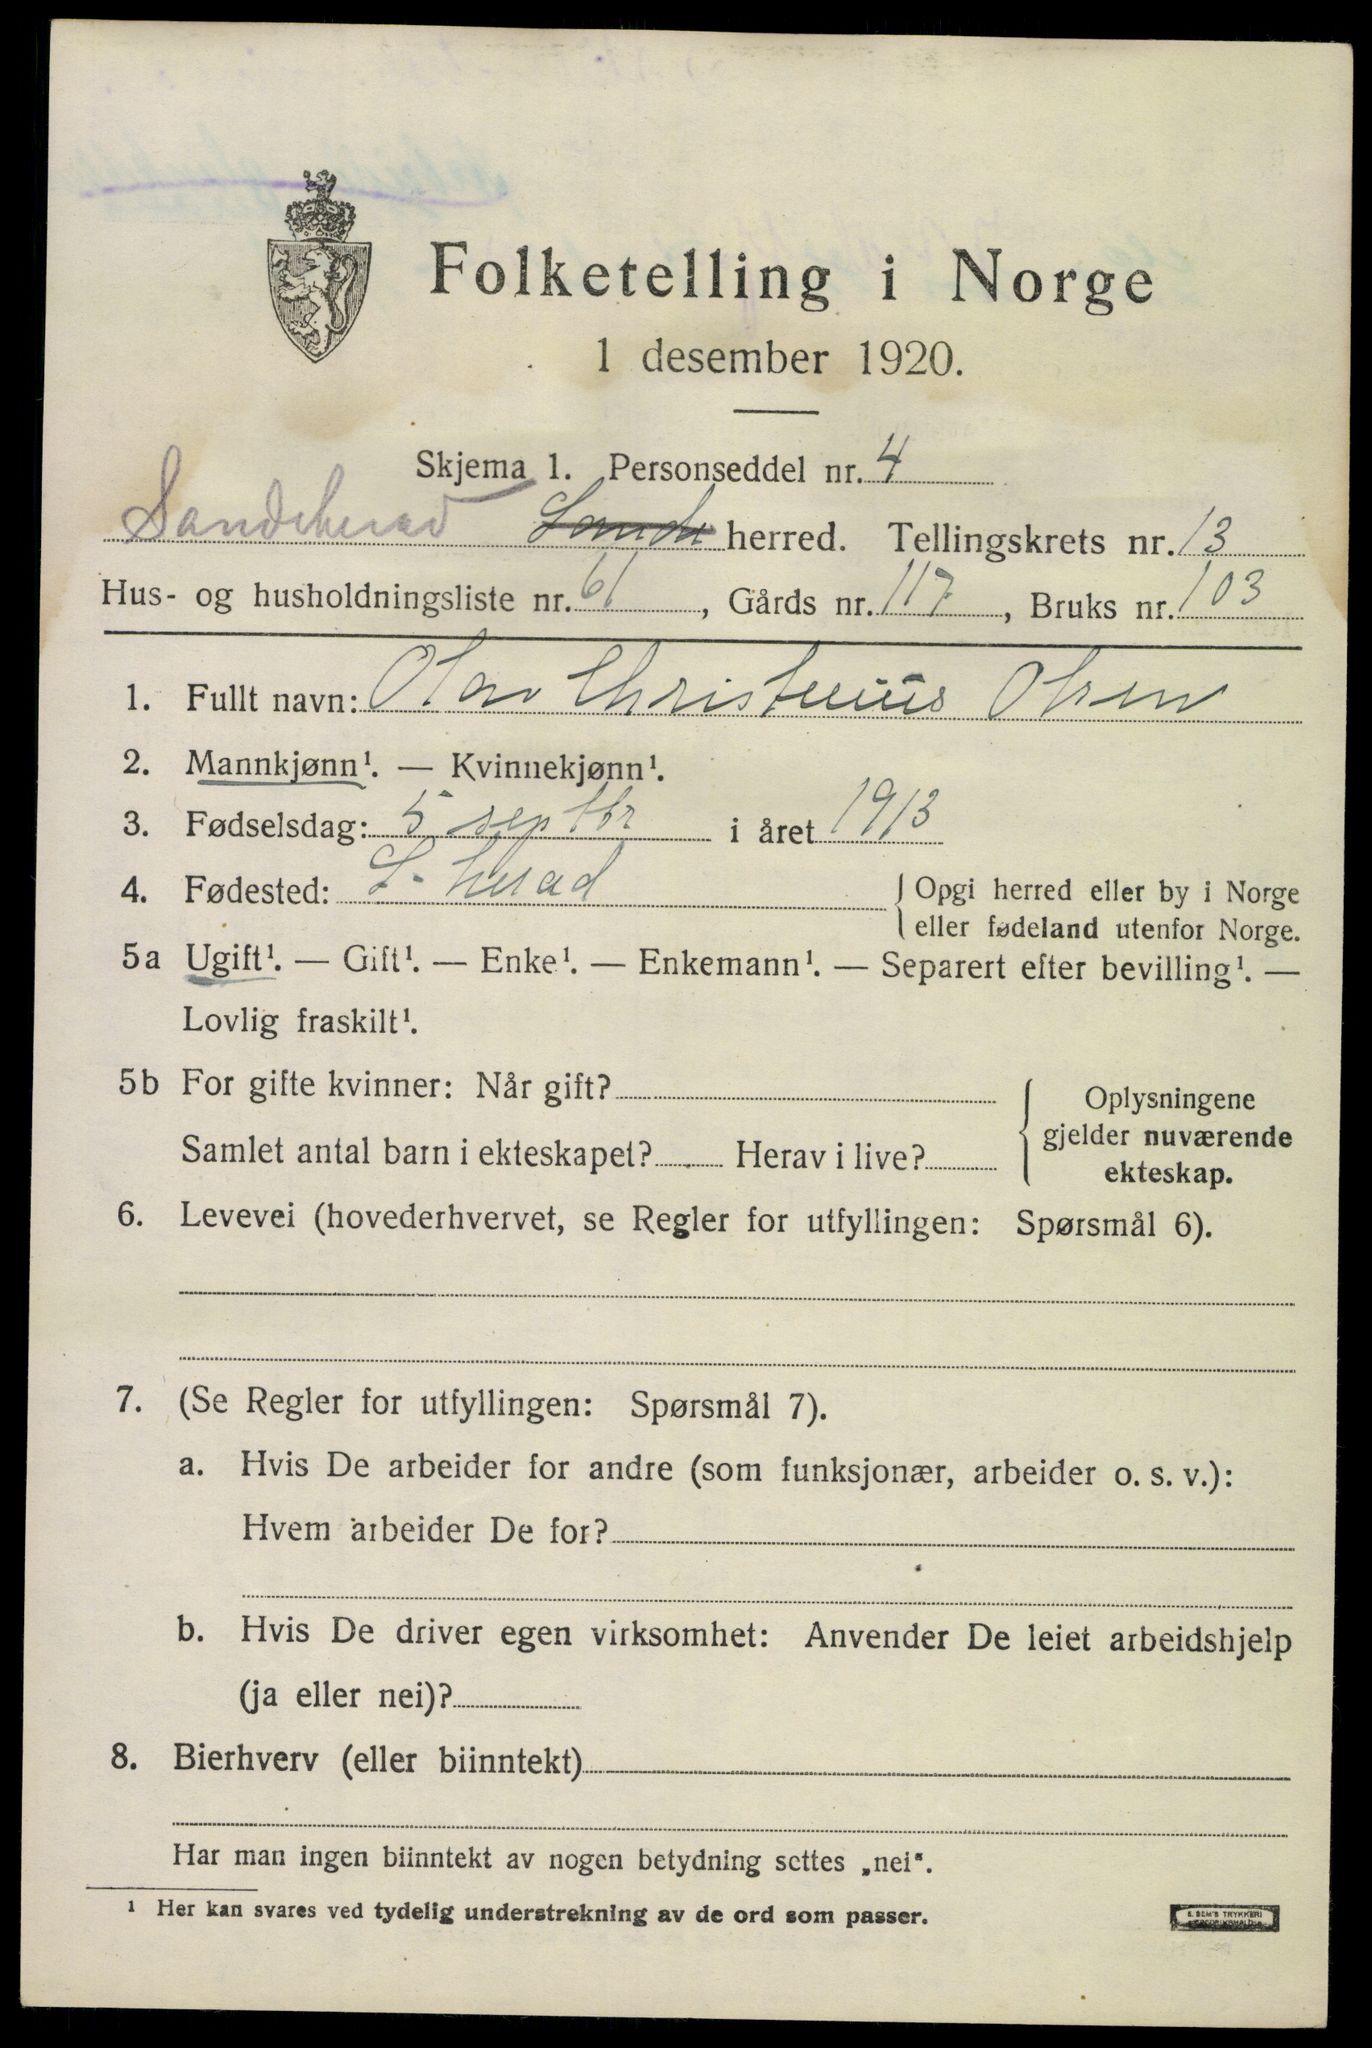 Folketelling i Norge
1 desember 1920.
Skjema 1. Personseddel nr. 4
Sandeherad Sande herred. Tellingskrets nr. 13
Hus- og husholdningsliste nr. 61, Gårds nr. 117, Bruks nr. 103
1. Fullt navn: Olav Christenius Olsen
2. Mannkjønn¹. — Kvinnekjønn¹.
3. Fødselsdag: 5 septbr i året 1913
4. Fødested: S. herad { Opgi herred eller by i Norge
eller fødeland utenfor Norge.
5a Ugift¹. — Gift¹. — Enke¹. — Enkemann¹. — Separert efter bevilling¹. —
Lovlig fraskilt¹.
5b For gifte kvinner: Når gift?
Samlet antal barn i ekteskapet? Herav i live?
Oplysningene
gjelder nuværende
ekteskap.
6. Levevei (hovederhvervet, se Regler for utfyllingen: Spørsmål 6).
7. (Se Regler for utfyllingen: Spørsmål 7).
a. Hvis De arbeider for andre (som funksjonær, arbeider o. s. v.):
Hvem arbeider De for?
b. Hvis De driver egen virksomhet: Anvender De leiet arbeidshjelp
(ja eller nei)?
8. Bierhverv (eller biinntekt)
Har man ingen biinntekt av nogen betydning settes „nei“.
¹ Her kan svares ved tydelig understrekning av de ord som passer.
E. SEM'S TRYKKERI
FREDRIKSHALD